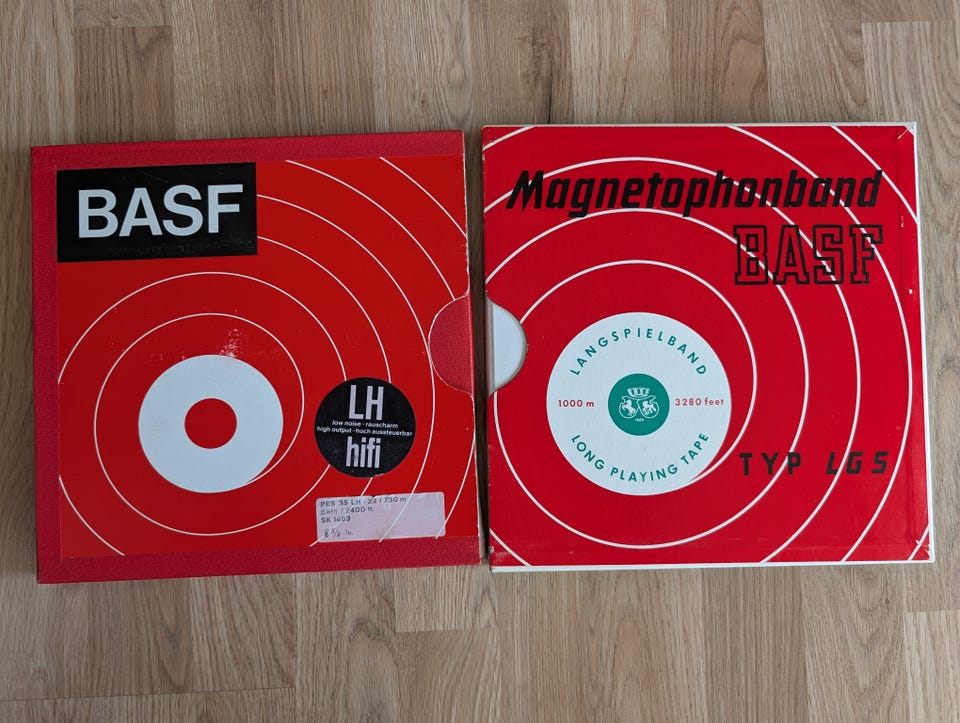 BASF
LH
low noise - rauscharm
high output - hoch aussteuerbar
hifi
PES 35 LH - 22 / 730 m
/ 2400 ft.
SK 1493
Magnetophonband
BASF
LANGSPIELBAND
1000 m
3280 feet
LONG PLAYING TAPE
TYP LGS